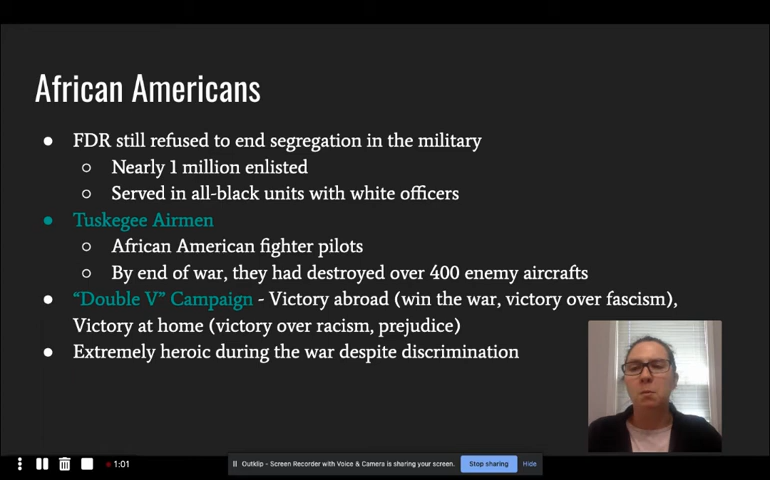 African Americans
● FDR still refused to end segregation in the military
○ Nearly 1 million enlisted
○ Served in all-black units with white officers
● Tuskegee Airmen
○ African American fighter pilots
○ By end of war, they had destroyed over 400 enemy aircrafts
● “Double V” Campaign - Victory abroad (win the war, victory over fascism),
Victory at home (victory over racism, prejudice)
● Extremely heroic during the war despite discrimination
1:01
Outklip - Screen Recorder with Voice & Camera is sharing your screen.
Stop sharing
Hide